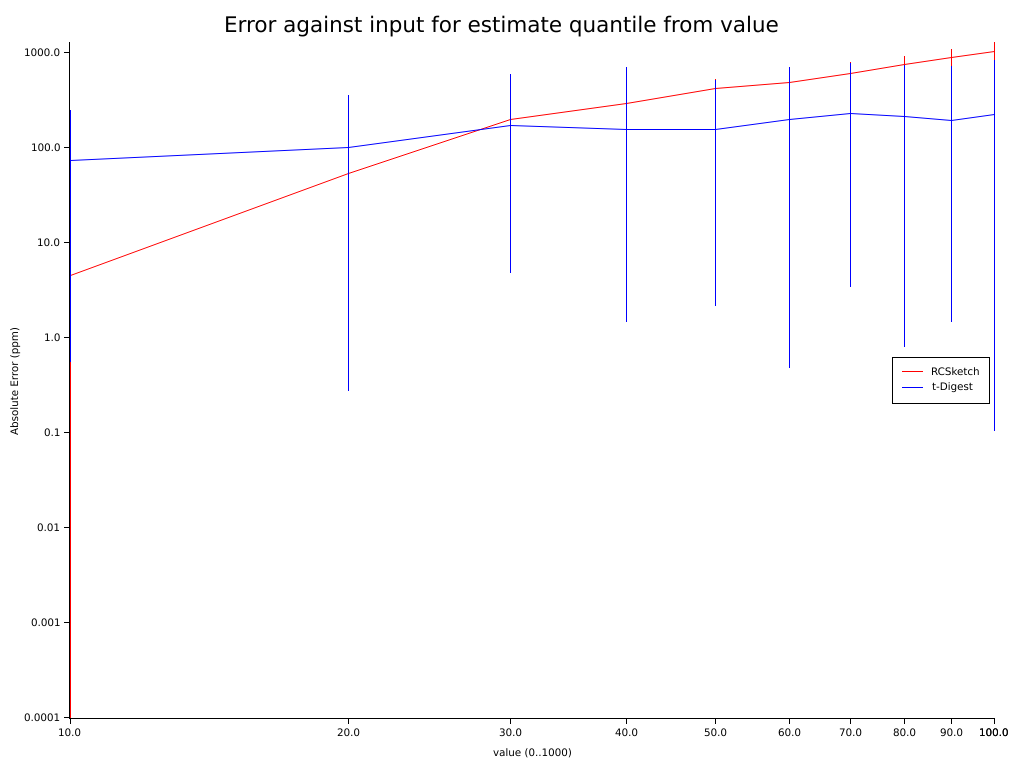 Error against input for estimate quantile from value
1000.0
100.0
10.0
1.0
0.1
0.01
0.001
0.0001
Absolute Error (ppm)
RCSketch
t-Digest
10.0 20.0 30.0 40.0 50.0 60.0 70.0 80.0 90.0 100.0
value (0..1000)